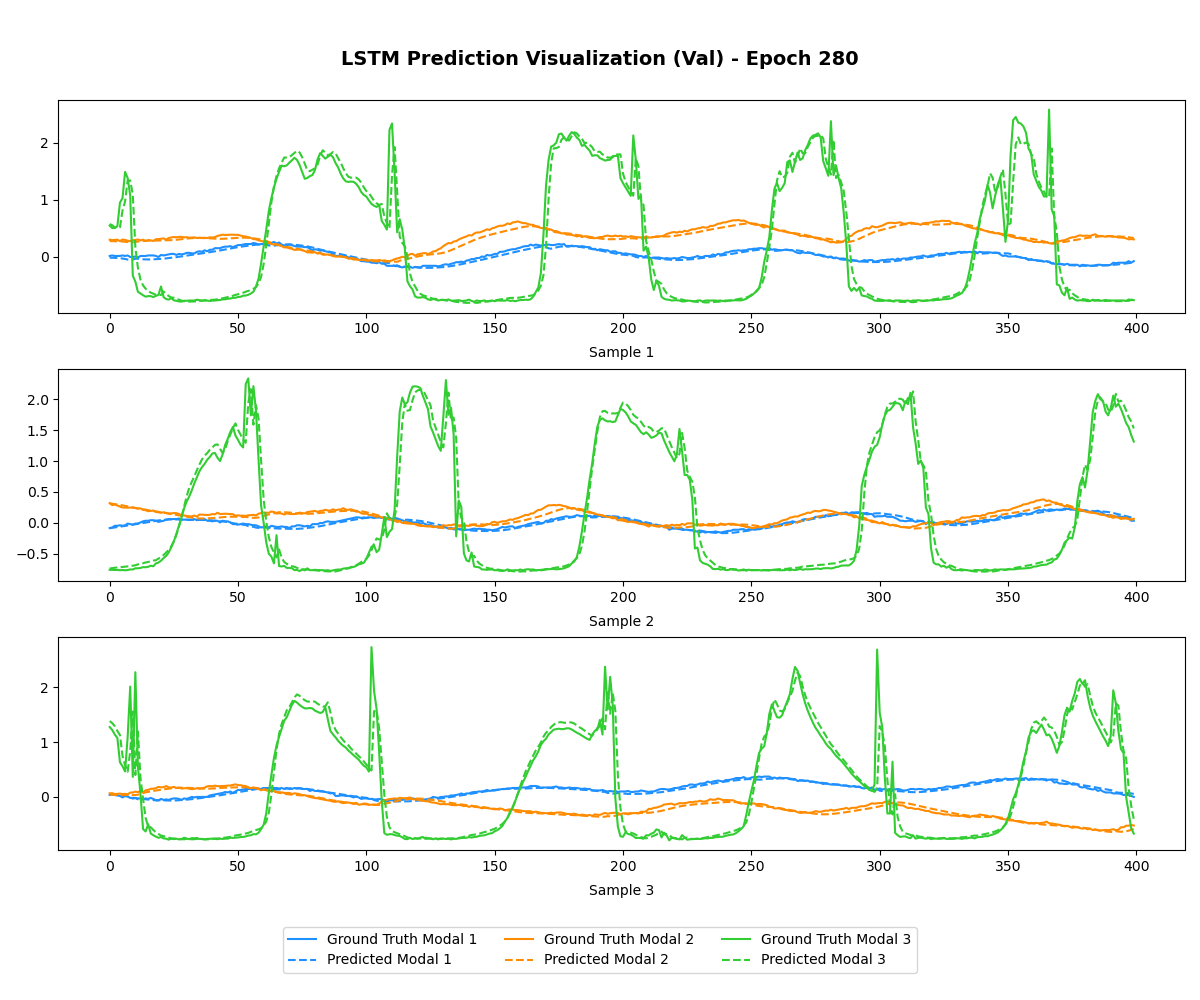 LSTM Prediction Visualization (Val) - Epoch 280
2
1
0
0 50 100 150 200 250 300 350 400
Sample 1
2.0
1.5
1.0
0.5
0.0
−0.5
0 50 100 150 200 250 300 350 400
Sample 2
2
1
0
0 50 100 150 200 250 300 350 400
Sample 3
Ground Truth Modal 1 Ground Truth Modal 2 Ground Truth Modal 3
Predicted Modal 1 Predicted Modal 2 Predicted Modal 3